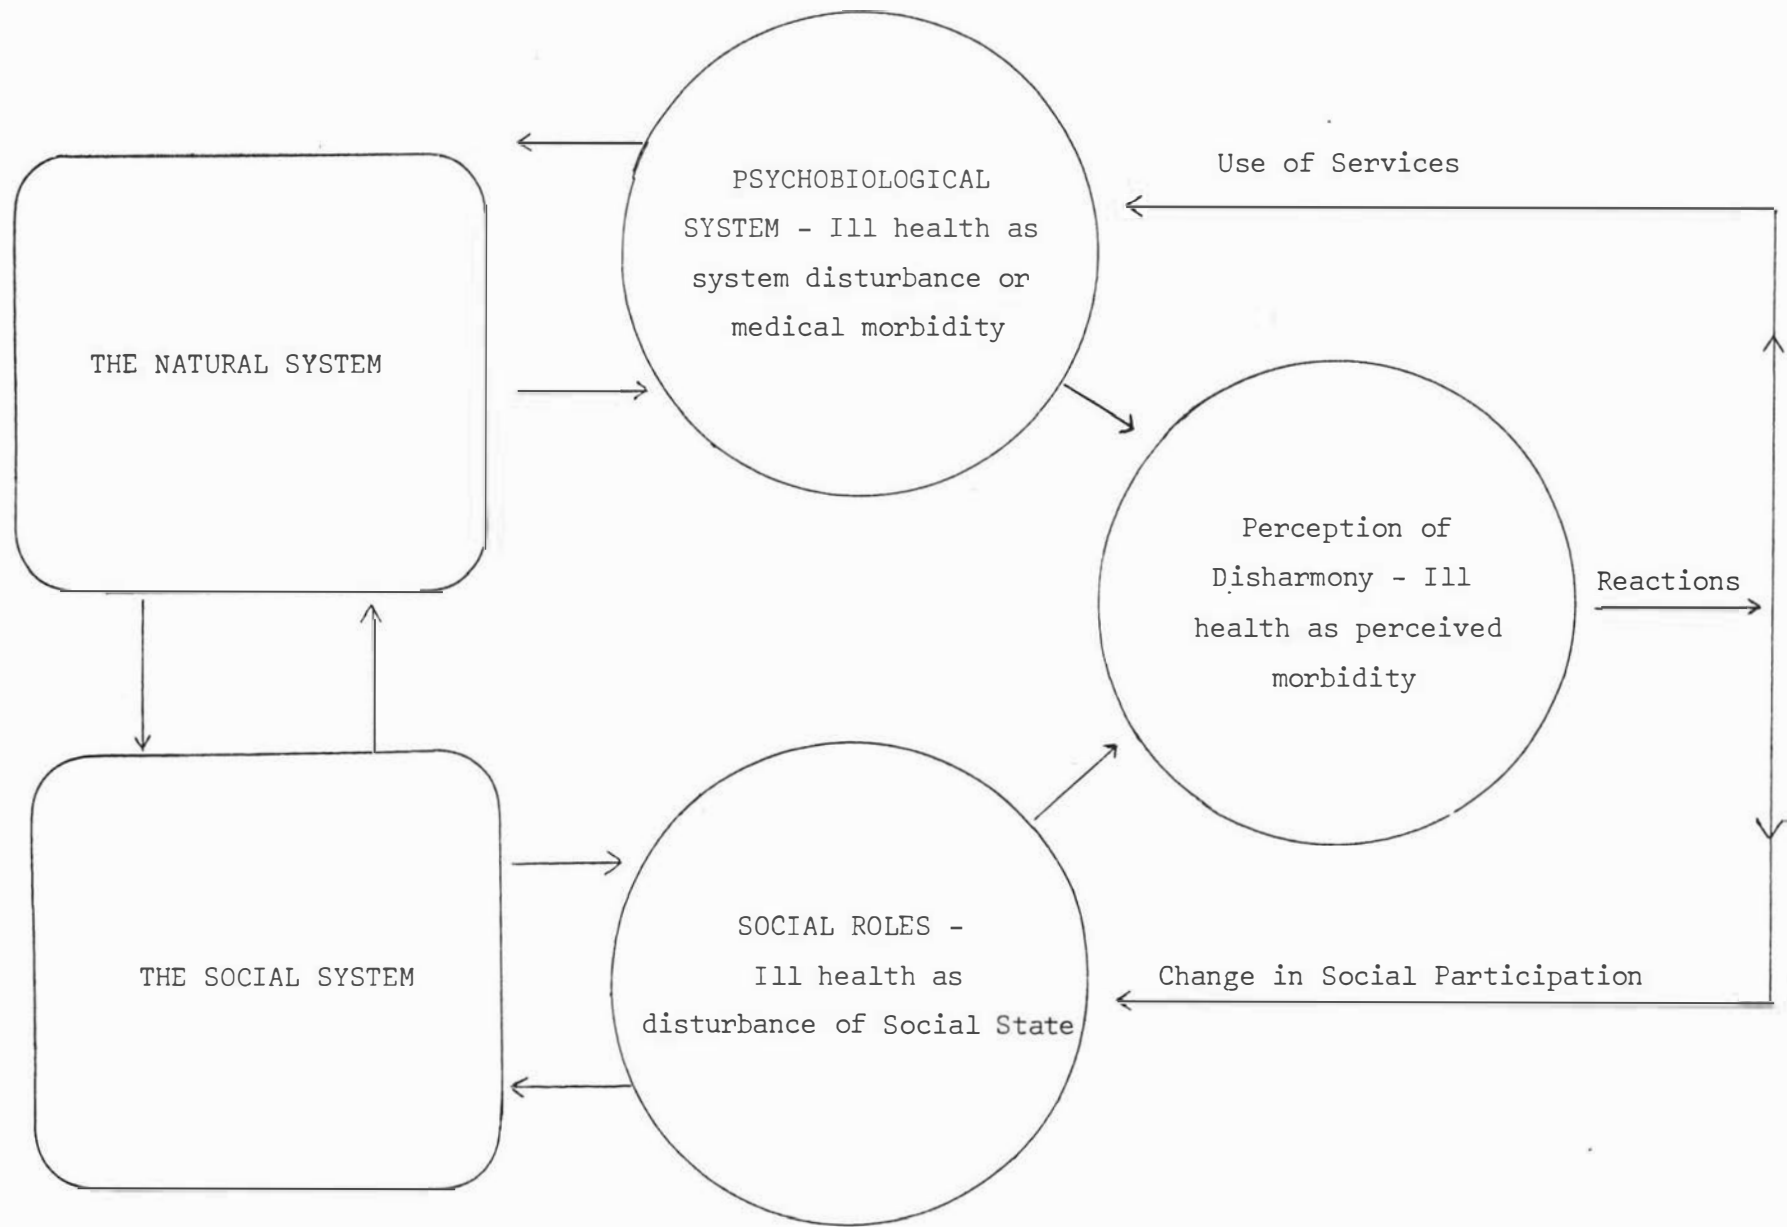 PSYCHOBIOLOGICAL
SYSTEM - Ill health as
system disturbance or
medical morbidity
Use of Services
THE NATURAL SYSTEM
Perception of
Disharmony - Ill
health as perceived
morbidity
Reactions
SOCIAL ROLES -
Ill health as
disturbance of Social State
THE SOCIAL SYSTEM
Change in Social Participation